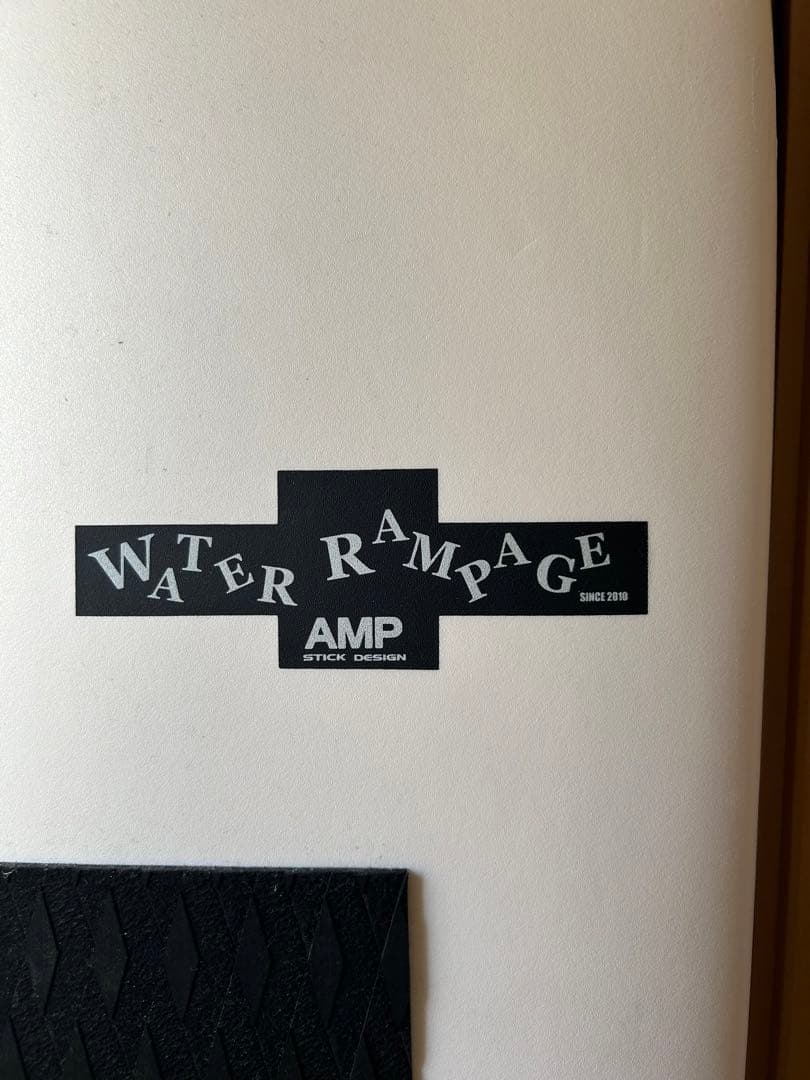 WATER RAMPAGE
SINCE 2010
AMP
STICK DESIGN